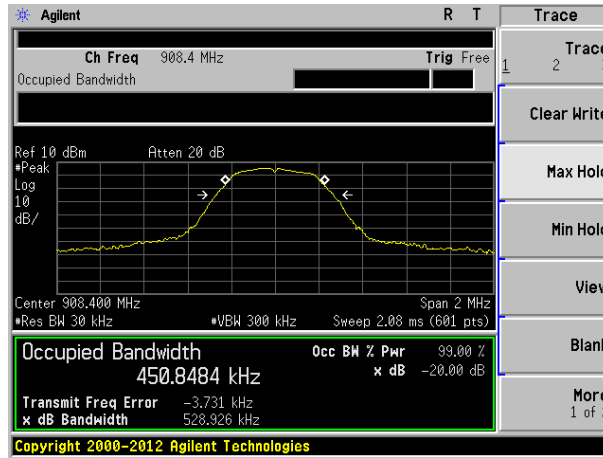 Agilent R T Trace
Ch Freq 908.4 MHz Trig Free
Occupied Bandwidth
Trace
1 2
Clear Write
Max Hold
Min Hold
View
Blank
More
1 of
Ref 10 dBm Atten 20 dB
#Peak
Log
10
dB/
Center 908.400 MHz Span 2 MHz
#Res BW 30 kHz #VBW 300 kHz Sweep 2.08 ms (601 pts)
Occupied Bandwidth Occ BW % Pwr 99.00 %
450.8484 kHz x dB -20.00 dB
Transmit Freq Error -3.731 kHz
x dB Bandwidth 528.926 kHz
Copyright 2000-2012 Agilent Technologies